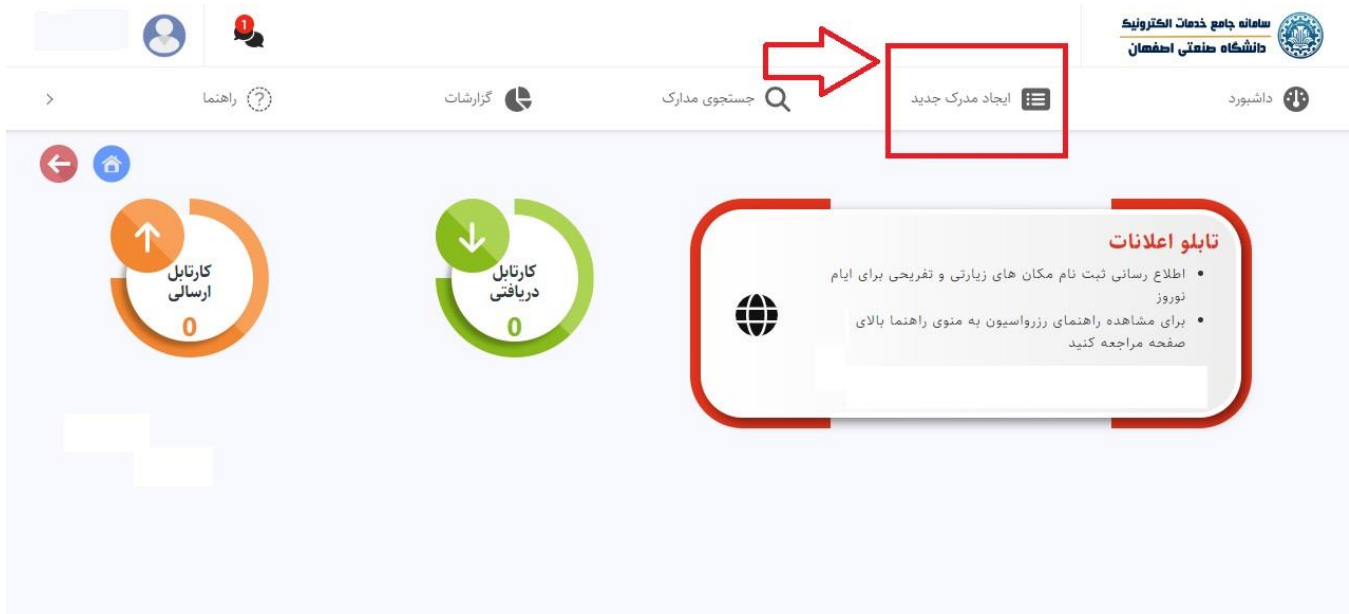 سامانه جامع خدمات الکترونیک
دانشگاه صنعتی اصفهان
1
داشبورد
ایجاد مدرک جدید
جستجوی مدارک
گزارشات
راهنما
تابلو اعلانات
اطلاع رسانی ثبت نام مکان های زیارتی و تفریحی برای ایام
نوروز
برای مشاهده راهنمای رزرواسیون به منوی راهنما بالای
صفحه مراجعه کنید
کارتابل
دریافتی
0
کارتابل
ارسالی
0